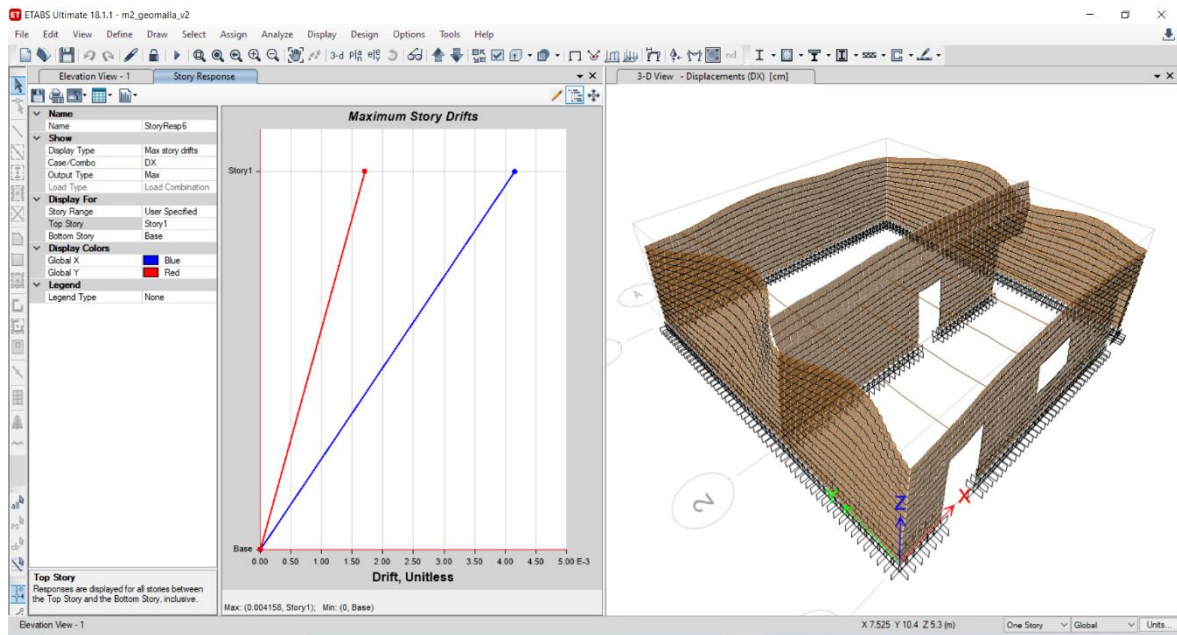 ETABS Ultimate 18.1.1 - m2_geomalla_v2
File Edit View Define Draw Select Assign Analyze Display Design Options Tools Help
3-d
nd
Elevation View - 1
Story Response
Name
Name StoryResp6
Show
Display Type Max story drifts
Case/Combo DX
Output Type Max
Load Type Load Combination
Display For
Story Range User Specified
Top Story Story1
Bottom Story Base
Display Colors
Global X Blue
Global Y Red
Legend
Legend Type None
all
Top Story
Responses are displayed for all stories between
the Top Story and the Bottom Story, inclusive.
Maximum Story Drifts
Story1
Base
0.00 0.50 1.00 1.50 2.00 2.50 3.00 3.50 4.00 4.50 5.00 E-3
Drift, Unitless
Max: (0.004158, Story1); Min: (0, Base)
3-D View - Displacements (DX) [cm]
A
2
Z
X
Elevation View - 1
X 7.525 Y 10.4 Z 5.3 (m)
One Story
Global
Units...